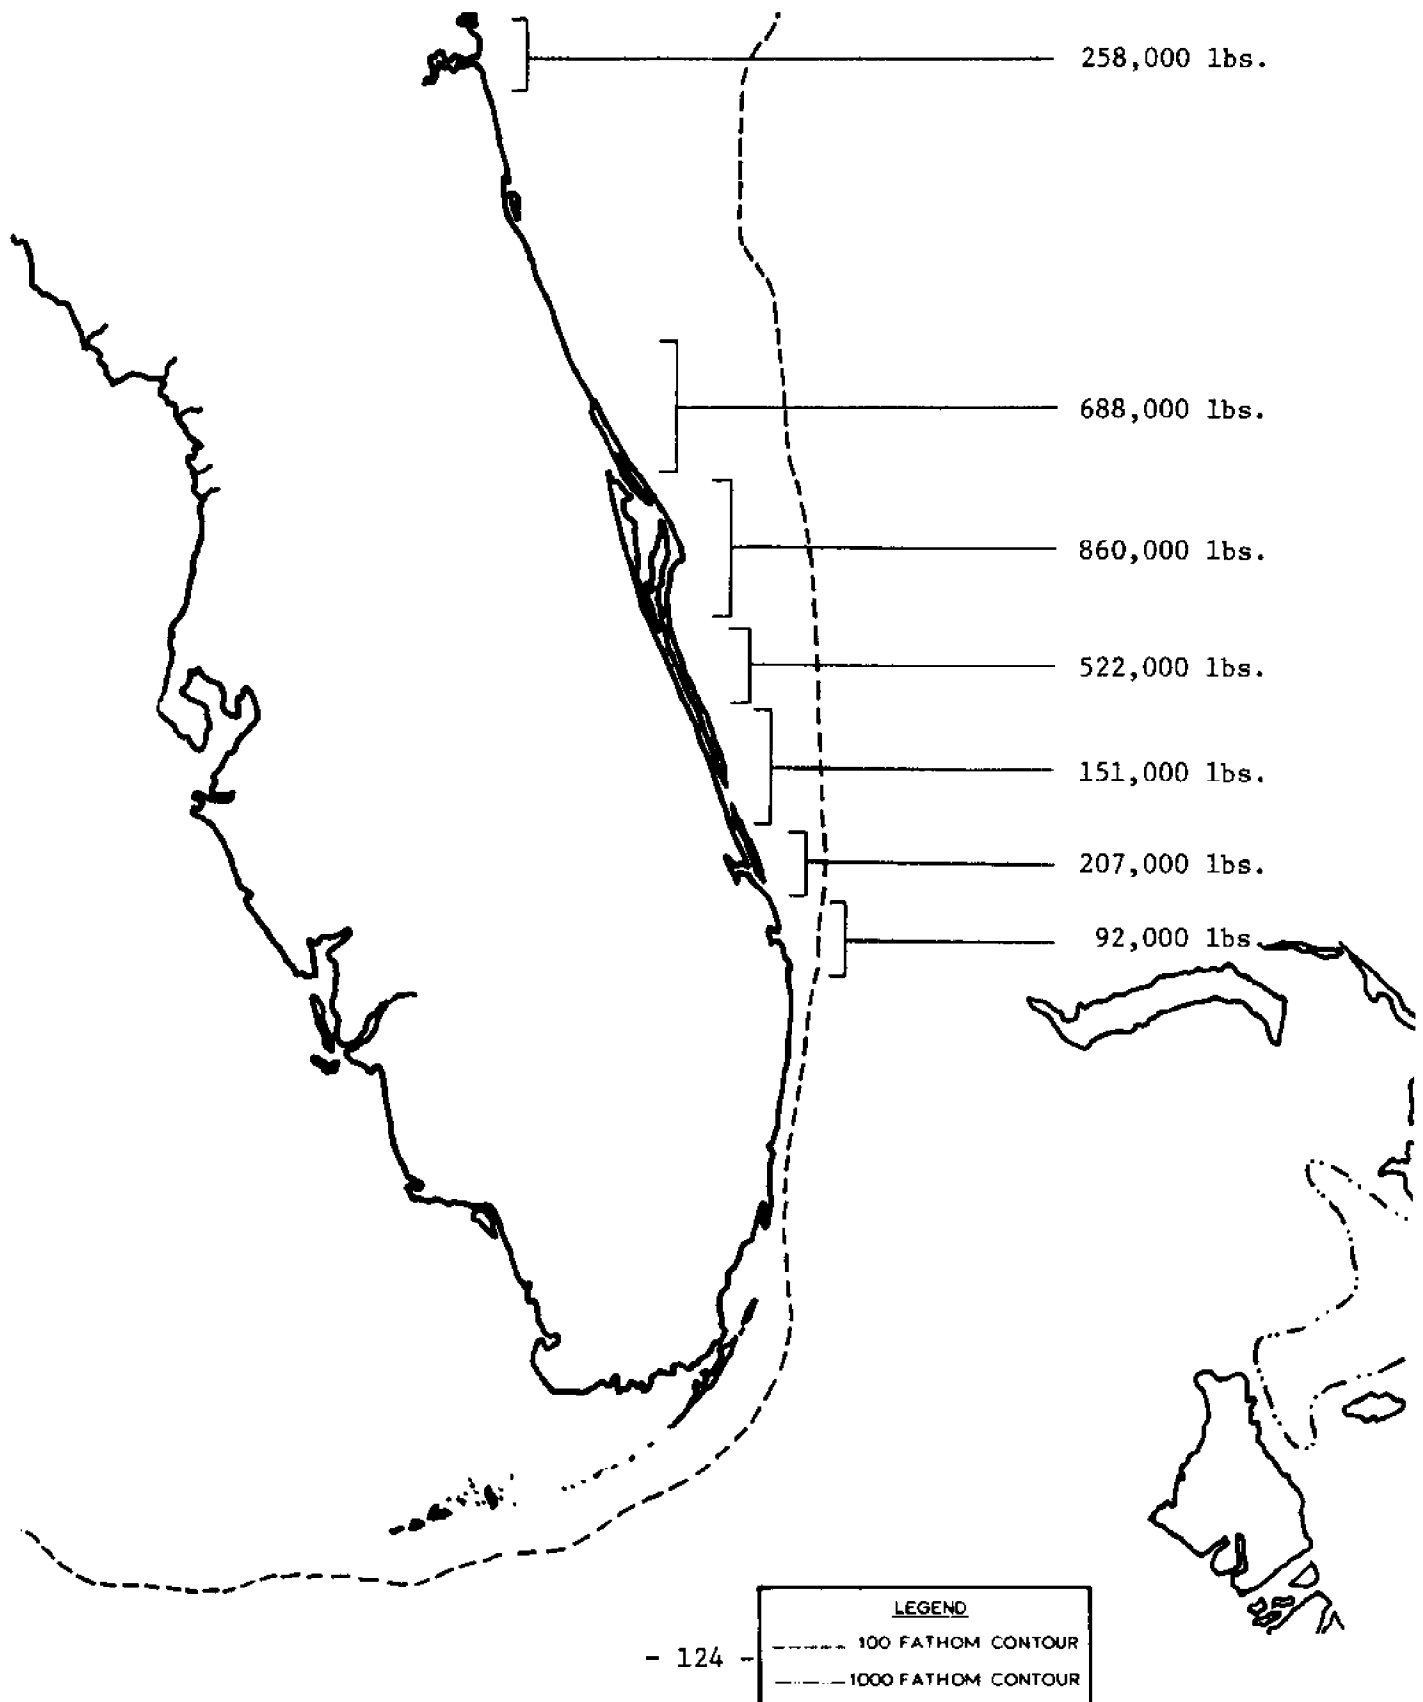 258,000 lbs.
688,000 lbs.
860,000 lbs.
522,000 lbs.
151,000 lbs.
207,000 lbs.
92,000 lbs.
LEGEND
100 FATHOM CONTOUR
1000 FATHOM CONTOUR
- 124 -